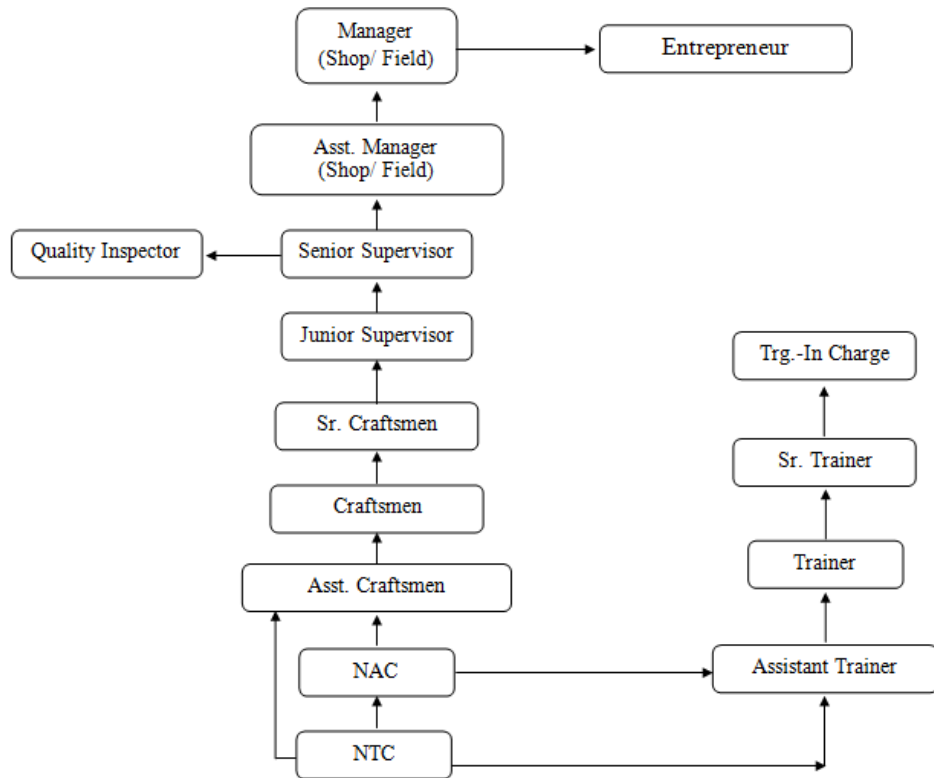 Manager
(Shop/ Field)
Entrepreneur
Asst. Manager
(Shop/ Field)
Quality Inspector
Senior Supervisor
Junior Supervisor
Trg.-In Charge
Sr. Craftsmen
Sr. Trainer
Craftsmen
Trainer
Asst. Craftsmen
NAC
Assistant Trainer
NTC